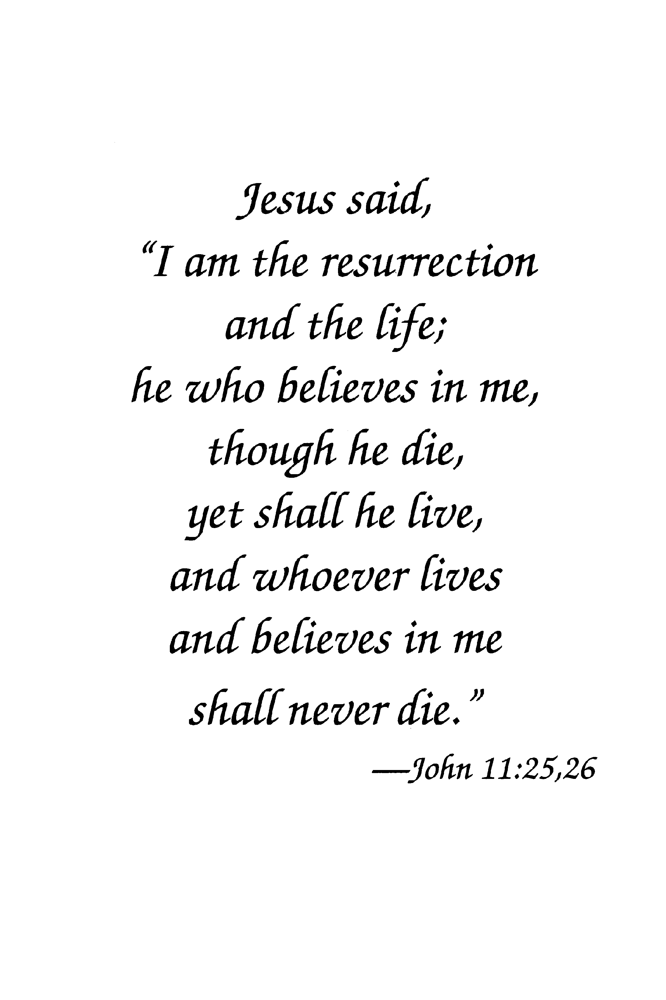 Jesus said,
“I am the resurrection
and the life;
he who believes in me,
though he die,
yet shall he live,
and whoever lives
and believes in me
shall never die.”
—John 11:25,26